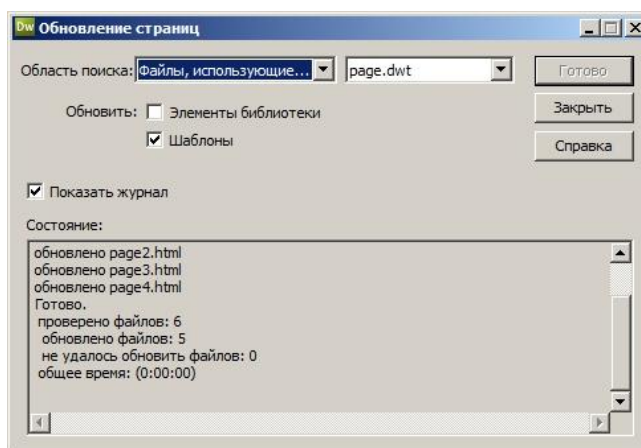 Dw Обновление страниц
Область поиска: Файлы, использующие... page.dwt Готово
Обновить: Элементы библиотеки Закрыть
Шаблоны Справка
Показать журнал
Состояние:
обновлено page2.html
обновлено page3.html
обновлено page4.html
Готово.
проверено файлов: 6
обновлено файлов: 5
не удалось обновить файлов: 0
общее время: (0:00:00)